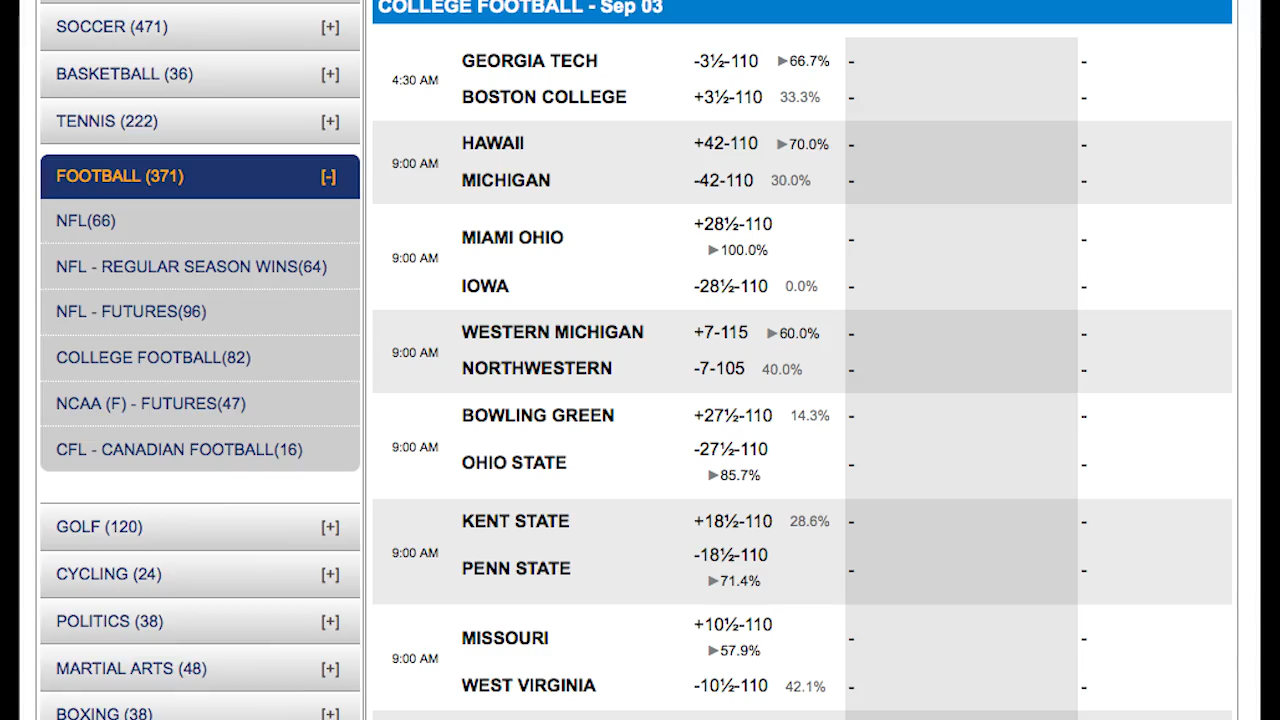 SOCCER (471) [+]
BASKETBALL (36) [+]
TENNIS (222) [+]
FOOTBALL (371) [-]
NFL(66)
NFL - REGULAR SEASON WINS(64)
NFL - FUTURES(96)
COLLEGE FOOTBALL(82)
NCAA (F) - FUTURES(47)
CFL - CANADIAN FOOTBALL(16)
GOLF (120) [+]
CYCLING (24) [+]
POLITICS (38) [+]
MARTIAL ARTS (48) [+]
BOXING (38) [+]
COLLEGE FOOTBALL - Sep 03
4:30 AM
GEORGIA TECH -3½-110 ▶66.7% - -
BOSTON COLLEGE +3½-110 33.3% - -
9:00 AM
HAWAII +42-110 ▶70.0% - -
MICHIGAN -42-110 30.0% - -
9:00 AM
MIAMI OHIO +28½-110 - -
▶100.0%
IOWA -28½-110 0.0% - -
9:00 AM
WESTERN MICHIGAN +7-115 ▶60.0% - -
NORTHWESTERN -7-105 40.0% - -
9:00 AM
BOWLING GREEN +27½-110 14.3% - -
OHIO STATE -27½-110 - -
▶85.7%
9:00 AM
KENT STATE +18½-110 28.6% - -
PENN STATE -18½-110 - -
▶71.4%
9:00 AM
MISSOURI +10½-110 - -
▶57.9%
WEST VIRGINIA -10½-110 42.1% - -